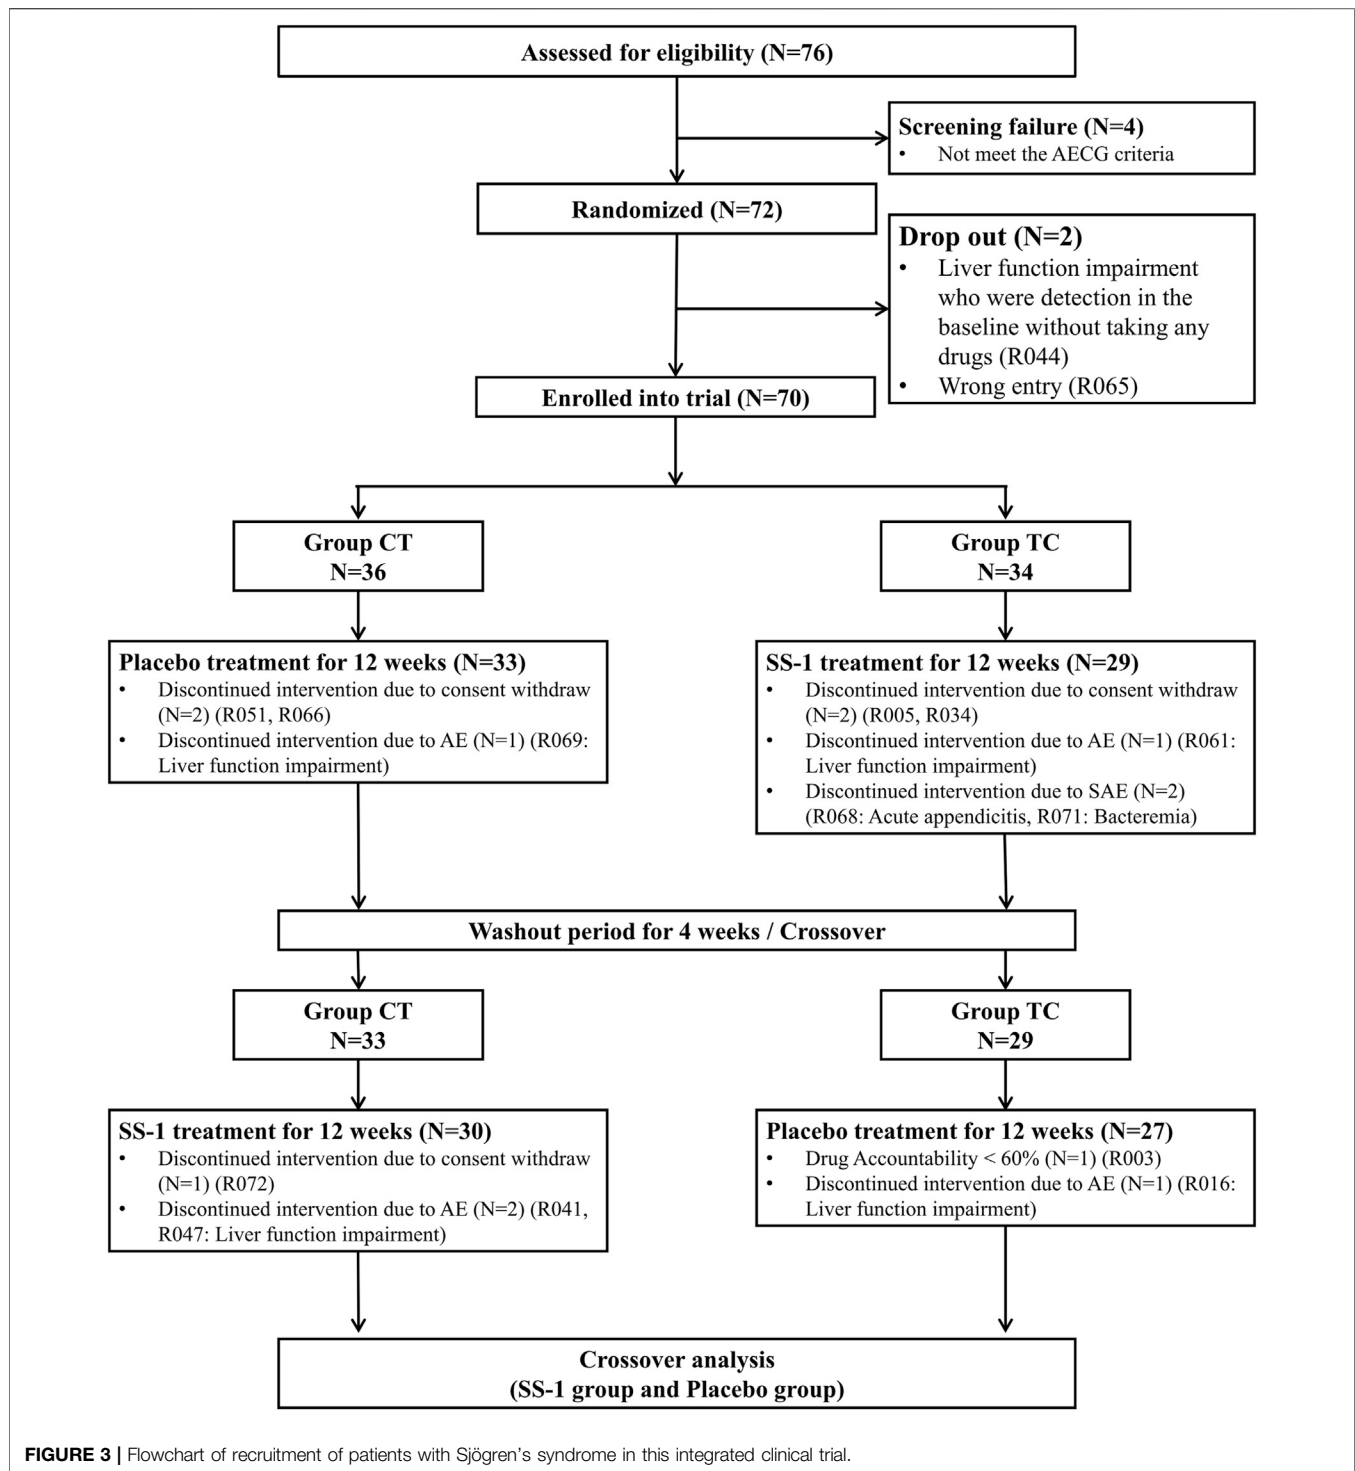 Assessed for eligibility (N=76)
Screening failure (N=4)
• Not meet the AECG criteria
Randomized (N=72)
Drop out (N=2)
• Liver function impairment
who were detection in the
baseline without taking any
drugs (R044)
• Wrong entry (R065)
Enrolled into trial (N=70)
Group CT
N=36
Group TC
N=34
Placebo treatment for 12 weeks (N=33)
• Discontinued intervention due to consent withdraw
(N=2) (R051, R066)
• Discontinued intervention due to AE (N=1) (R069:
Liver function impairment)
SS-1 treatment for 12 weeks (N=29)
• Discontinued intervention due to consent withdraw
(N=2) (R005, R034)
• Discontinued intervention due to AE (N=1) (R061:
Liver function impairment)
• Discontinued intervention due to SAE (N=2)
(R068: Acute appendicitis, R071: Bacteremia)
Washout period for 4 weeks / Crossover
Group CT
N=33
Group TC
N=29
SS-1 treatment for 12 weeks (N=30)
• Discontinued intervention due to consent withdraw
(N=1) (R072)
• Discontinued intervention due to AE (N=2) (R041,
R047: Liver function impairment)
Placebo treatment for 12 weeks (N=27)
• Drug Accountability < 60% (N=1) (R003)
• Discontinued intervention due to AE (N=1) (R016:
Liver function impairment)
Crossover analysis
(SS-1 group and Placebo group)
FIGURE 3 | Flowchart of recruitment of patients with Sjögren's syndrome in this integrated clinical trial.